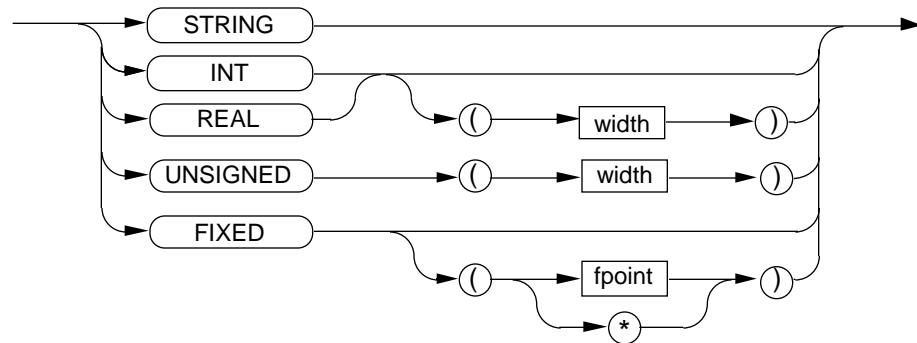 STRING
INT
REAL
( width )
UNSIGNED ( width )
FIXED
( fpoint )
*